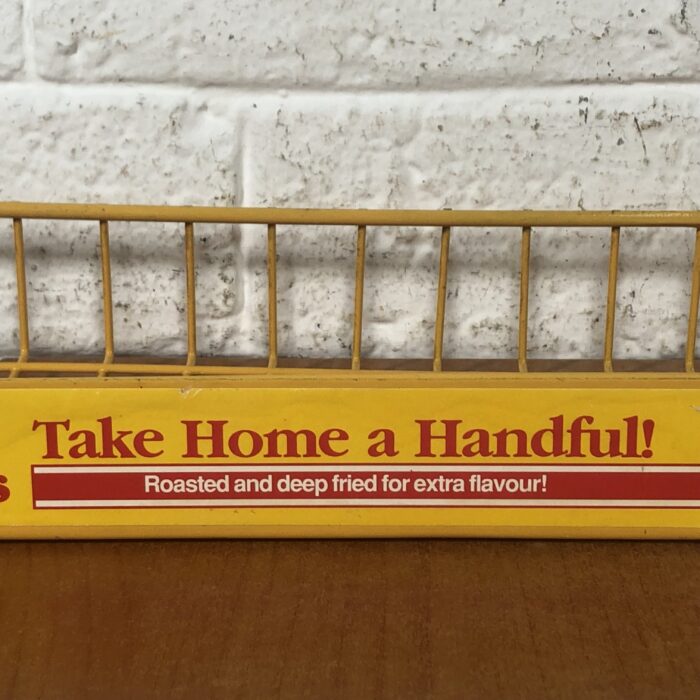 Take Home a Handful!
s
Roasted and deep fried for extra flavour!